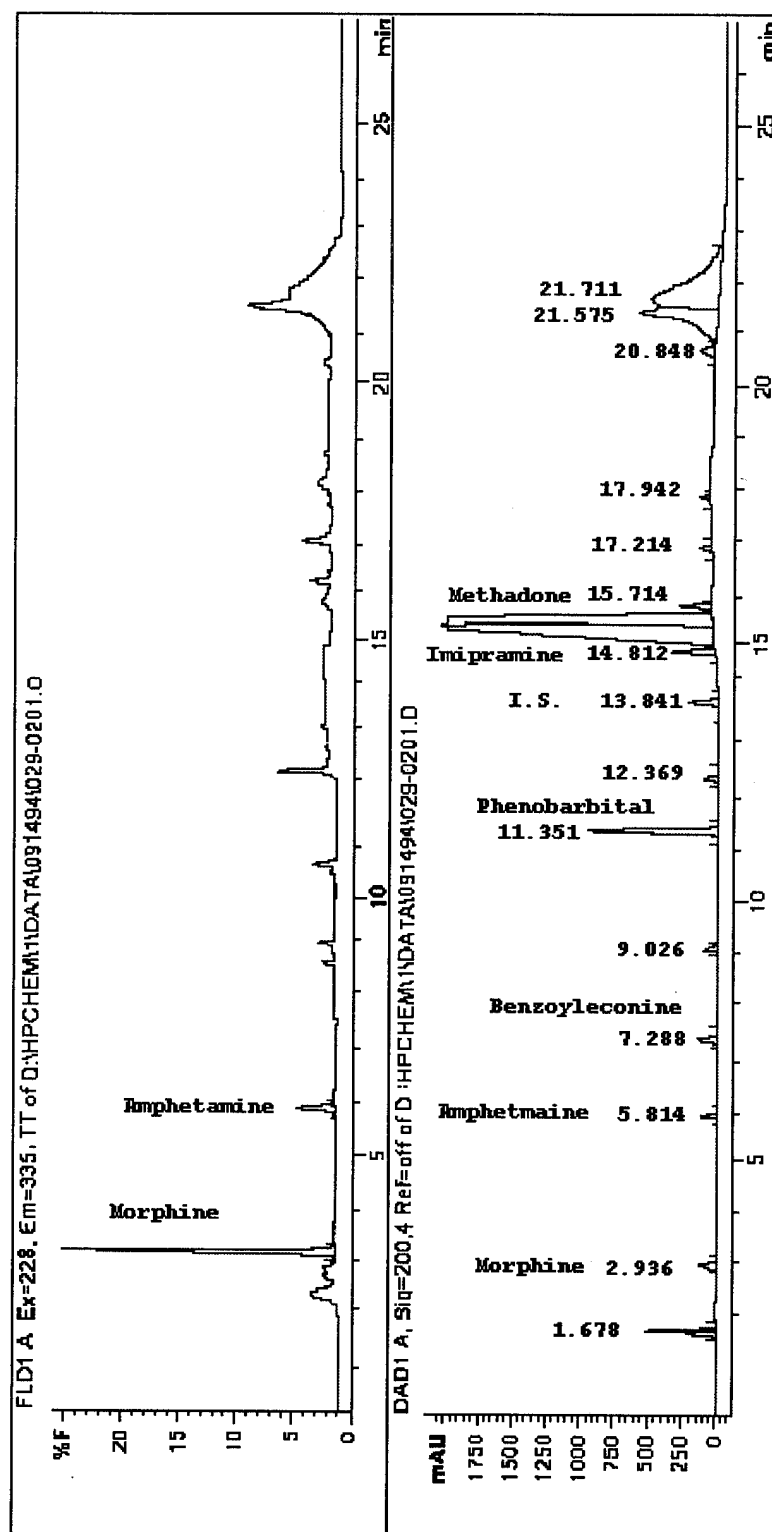 FLD1 A Ex=228, Em=335, TT of D:\HPCHEM\1\DATA\091494\029-0201.D
%F
20
15
10
5
0
Morphine
Amphetamine
5
10
15
20
25
min
DAD1 A, Sig=200,4 Ref=off of D:\HPCHEM\1\DATA\091494\029-0201.D
mAU
1750
1500
1250
1000
750
500
250
0
1.678
Morphine 2.936
Amphetmaine 5.814
Benzoyleconine
7.288
9.026
Phenobarbital
11.351
12.369
I.S. 13.841
Imipramine 14.812
Methadone 15.714
17.214
17.942
20.848
21.575
21.711
5
10
15
20
25
min